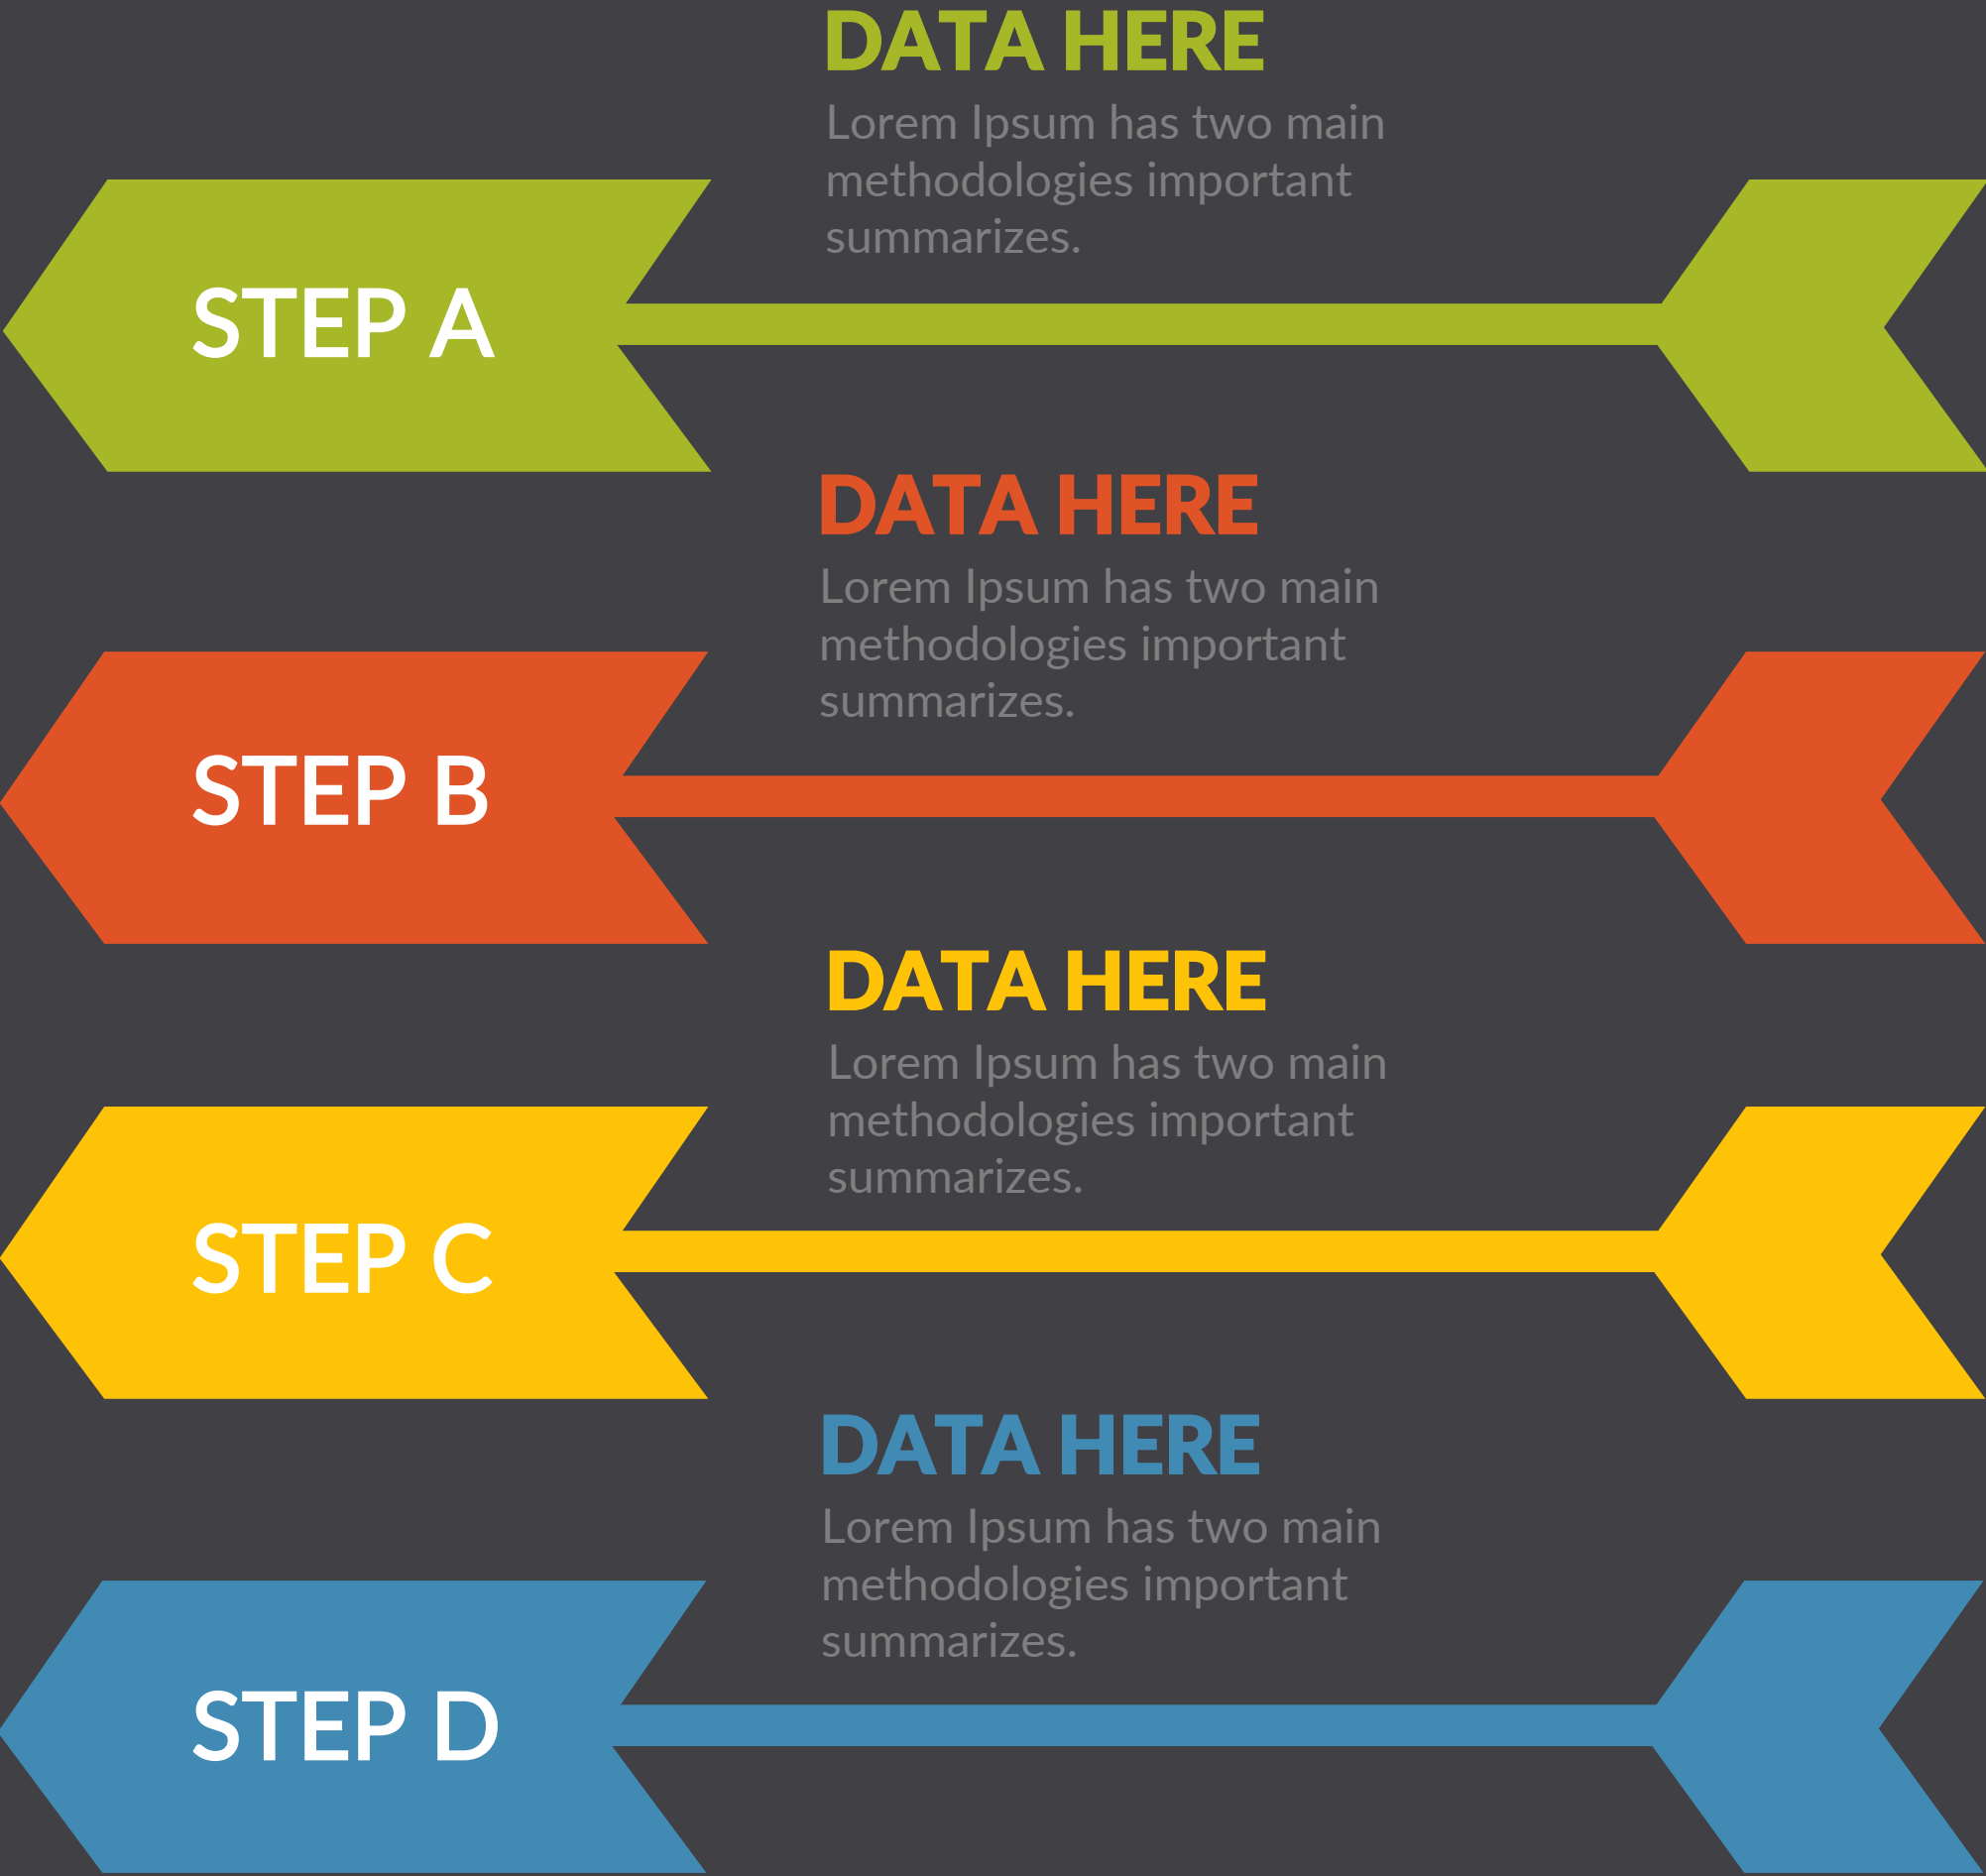 DATA HERE
Lorem Ipsum has two main
methodologies important
summarizes.
STEP A
DATA HERE
Lorem Ipsum has two main
methodologies important
summarizes.
STEP B
DATA HERE
Lorem Ipsum has two main
methodologies important
summarizes.
STEP C
DATA HERE
Lorem Ipsum has two main
methodologies important
summarizes.
STEP D